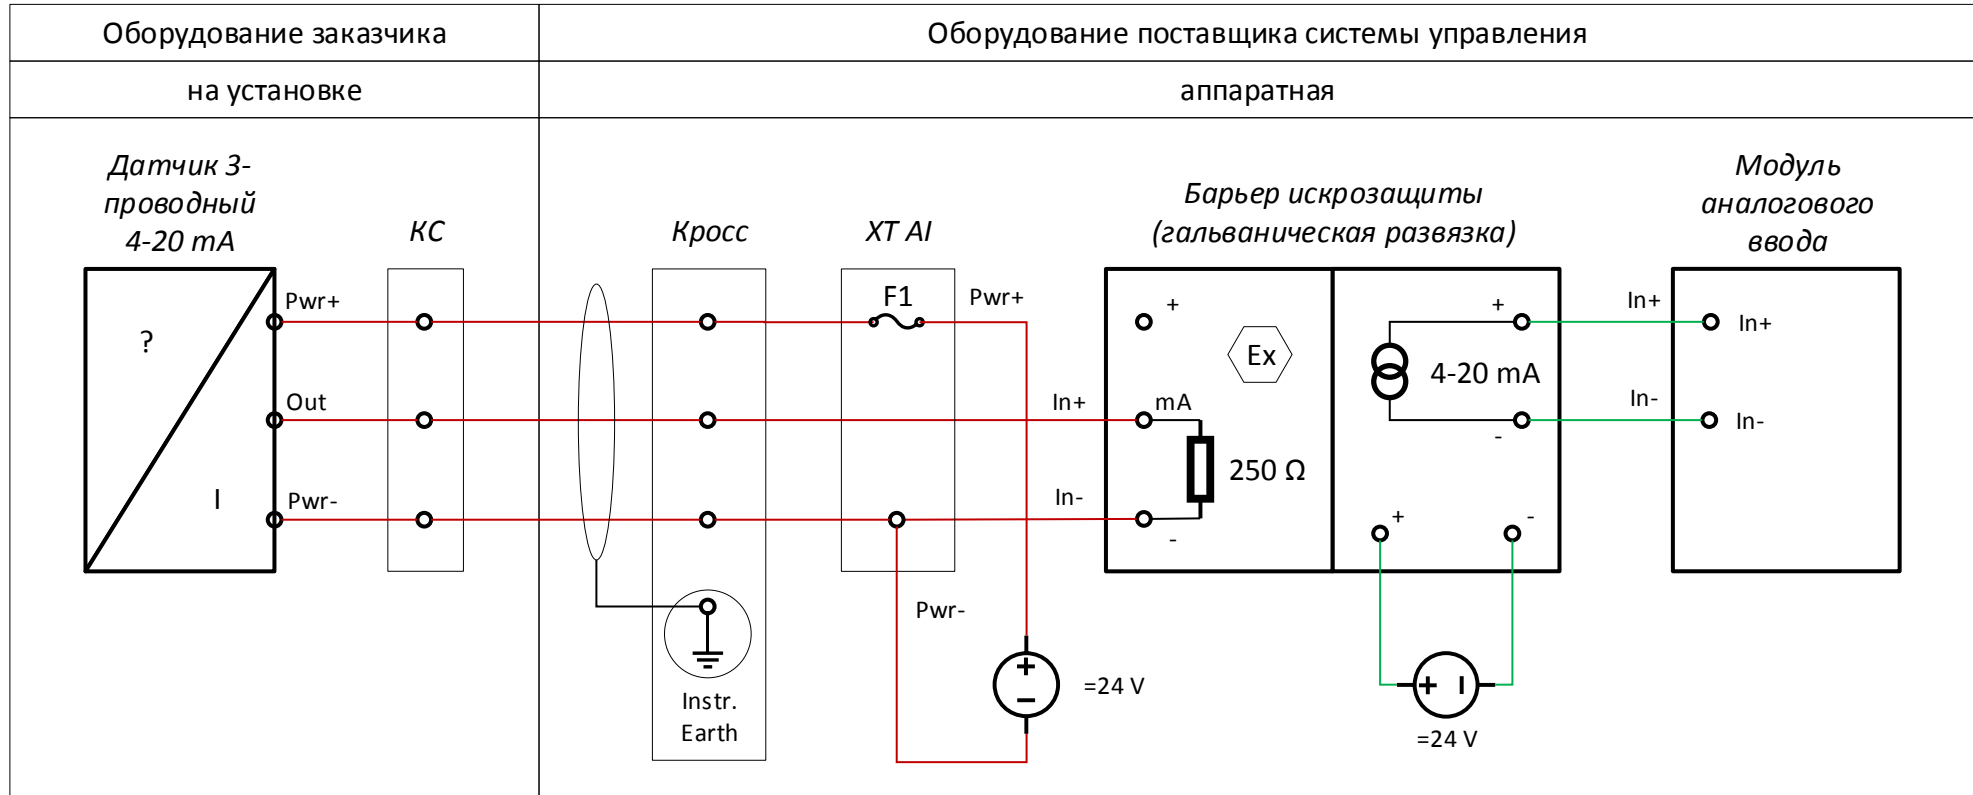 Оборудование заказчика
Оборудование поставщика системы управления
на установке
аппаратная
Датчик 3-
проводный
4-20 mA
КС
Кросс
XT AI
Барьер искрозащиты
(гальваническая развязка)
Модуль
аналогового
ввода
?
I
Pwr+
Out
Pwr-
F1
Pwr+
Pwr-
In+
In-
+
mA
-
Ex
250 Ω
+
4-20 mA
-
+
-
In+
In-
In+
In-
Instr.
Earth
=24 V
=24 V